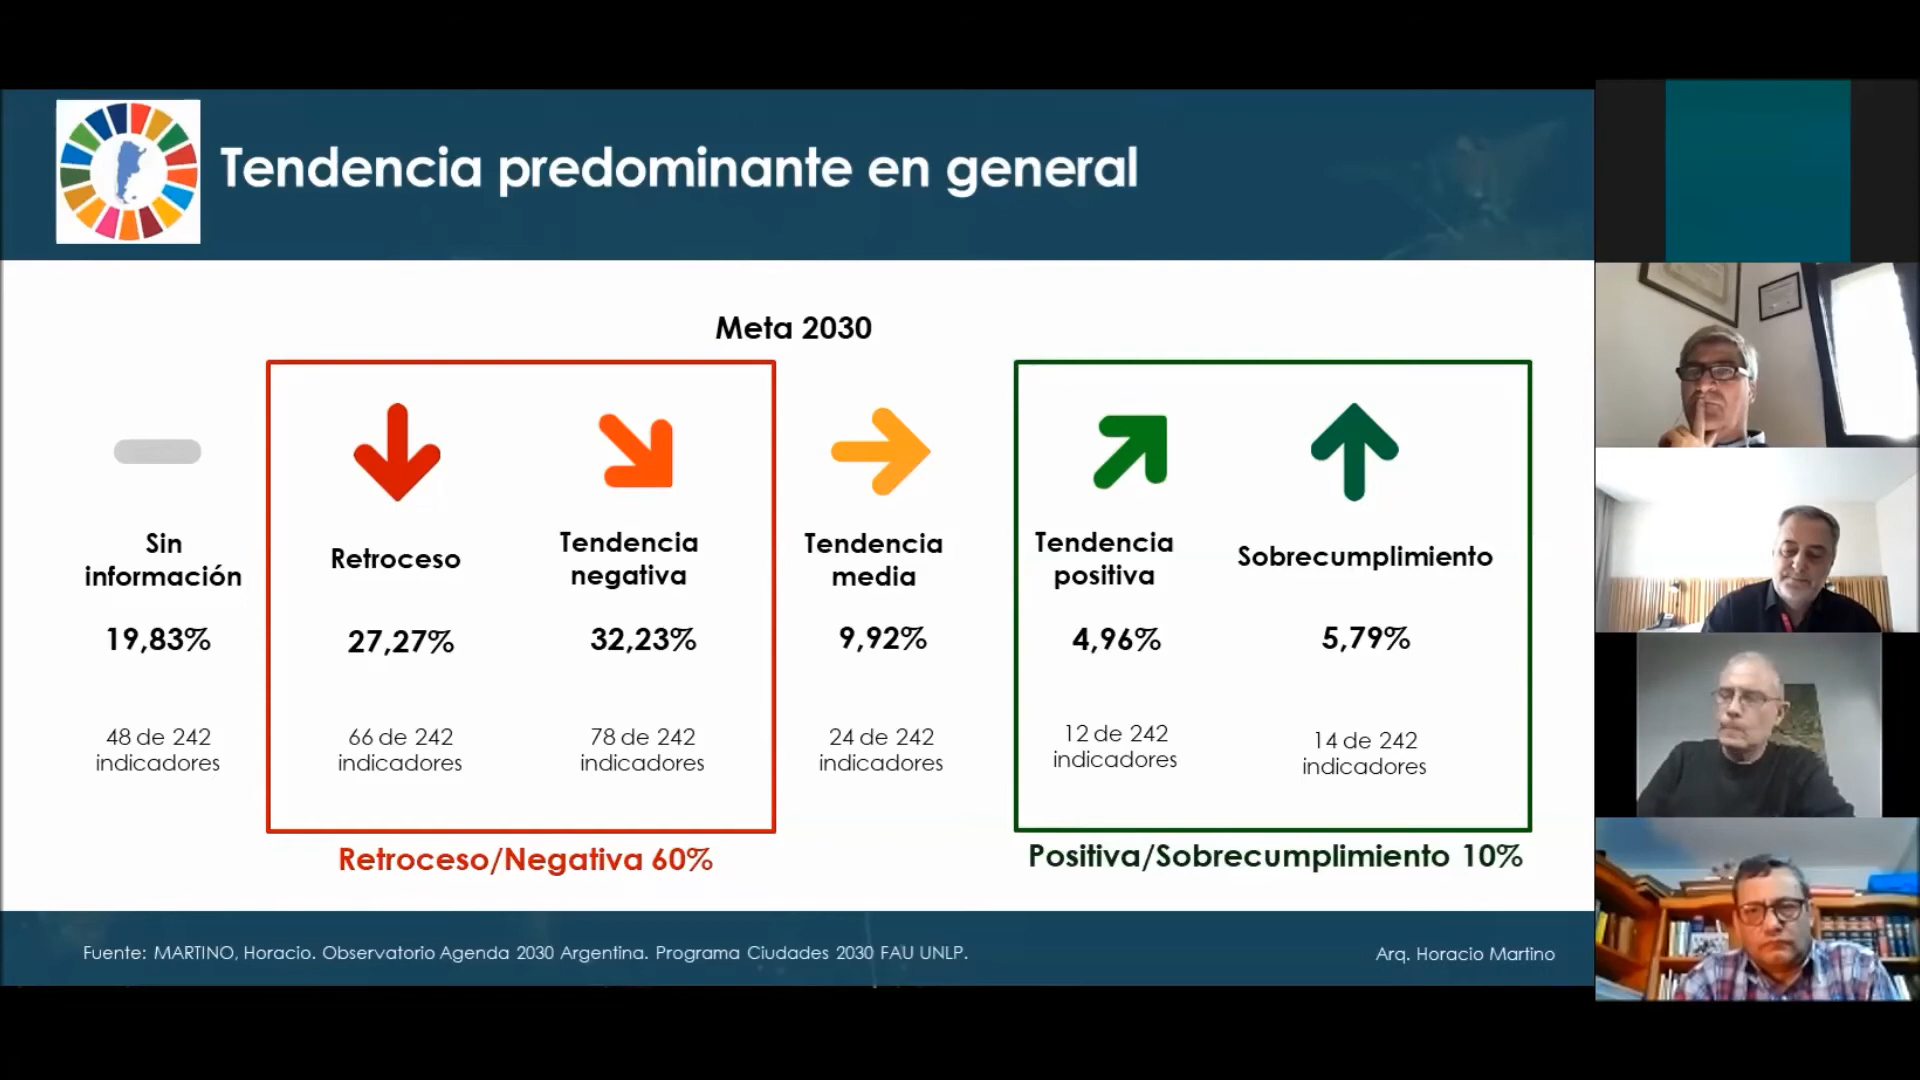 Tendencia predominante en general
Meta 2030
Sin
información
19,83%
48 de 242
indicadores
Retroceso
27,27%
66 de 242
indicadores
Tendencia
negativa
32,23%
78 de 242
indicadores
Tendencia
media
9,92%
24 de 242
indicadores
Tendencia
positiva
4,96%
12 de 242
indicadores
Sobrecumplimiento
5,79%
14 de 242
indicadores
Retroceso/Negativa 60%
Positiva/Sobrecumplimiento 10%
Fuente: MARTINO, Horacio. Observatorio Agenda 2030 Argentina. Programa Ciudades 2030 FAU UNLP.
Arq. Horacio Martino